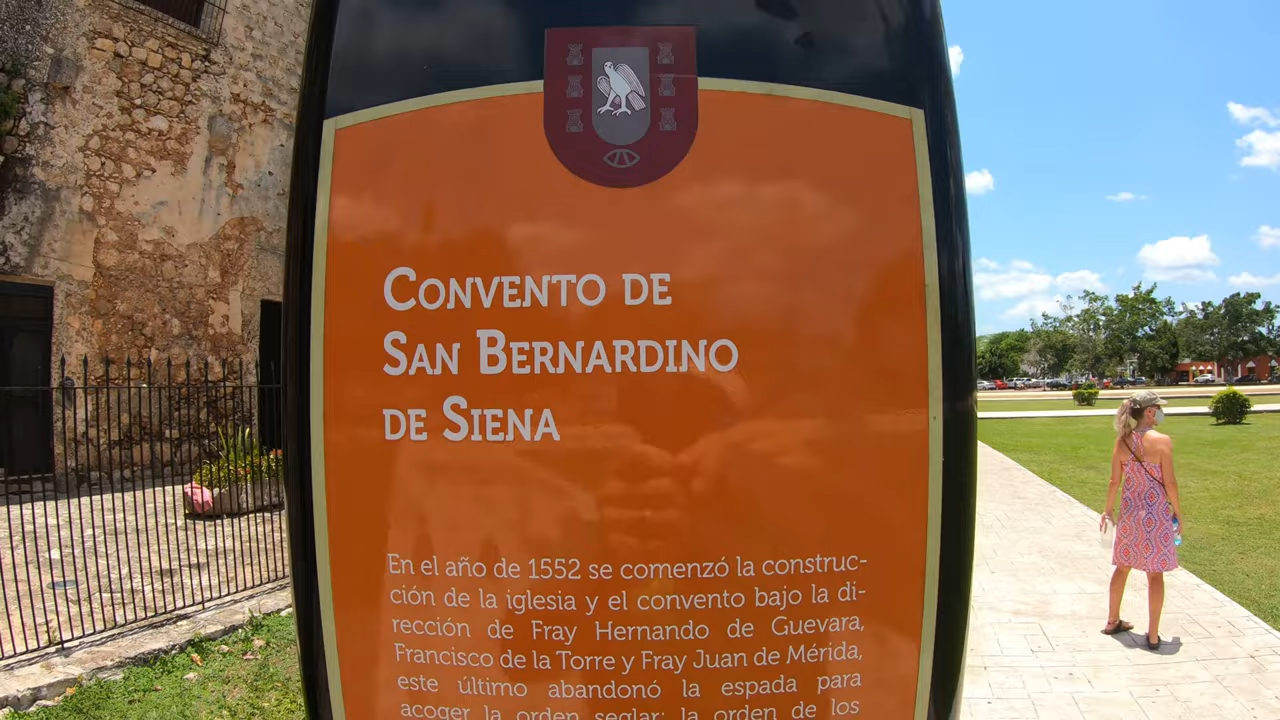 CONVENTO DE
SAN BERNARDINO
DE SIENA
En el año de 1552 se comenzó la construc-
ción de la iglesia y el convento bajo la di-
rección de Fray Hernando de Guevara,
Francisco de la Torre y Fray Juan de Mérida,
este último abandonó la espada para
acoger la orden seglar; la orden de los